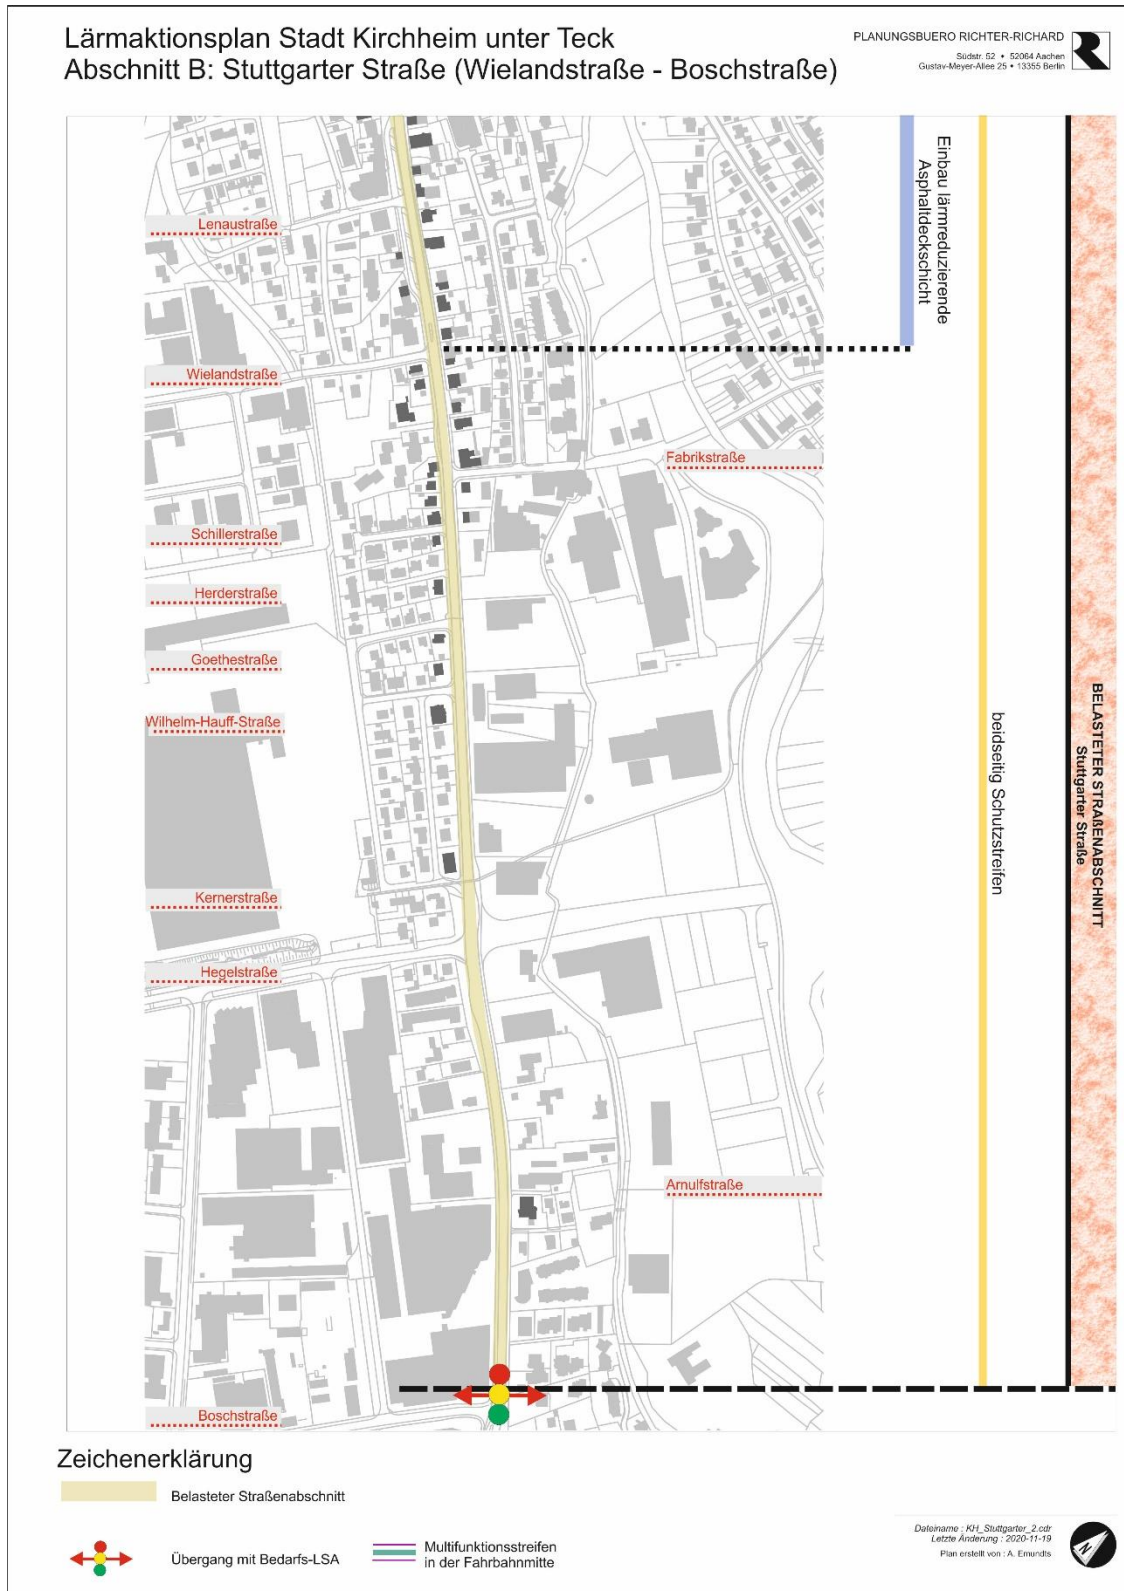 Lärmaktionsplan Stadt Kirchheim unter Teck
Abschnitt B: Stuttgarter Straße (Wielandstraße - Boschstraße)
PLANUNGSBUERO RICHTER-RICHARD
Südstr. 52 • 52064 Aachen
Gustav-Meyer-Allee 25 • 13355 Berlin
R
Einbau lärmreduzierende
Asphaltdeckschicht
Lenaustraße
Wielandstraße
Fabrikstraße
Schillerstraße
Herderstraße
Goethestraße
Wilhelm-Hauff-Straße
beidseitig Schutzstreifen
BELASTETER STRAßENABSCHNITT
Stuttgarter Straße
Kernerstraße
Hegelstraße
Arnulfstraße
Boschstraße
Zeichenerklärung
Belasteter Straßenabschnitt
Übergang mit Bedarfs-LSA
Multifunktionsstreifen
in der Fahrbahnmitte
Dateiname : KH_Stuttgarter_2.cdr
Letzte Änderung : 2020-11-19
Plan erstellt von : A. Emundts
N